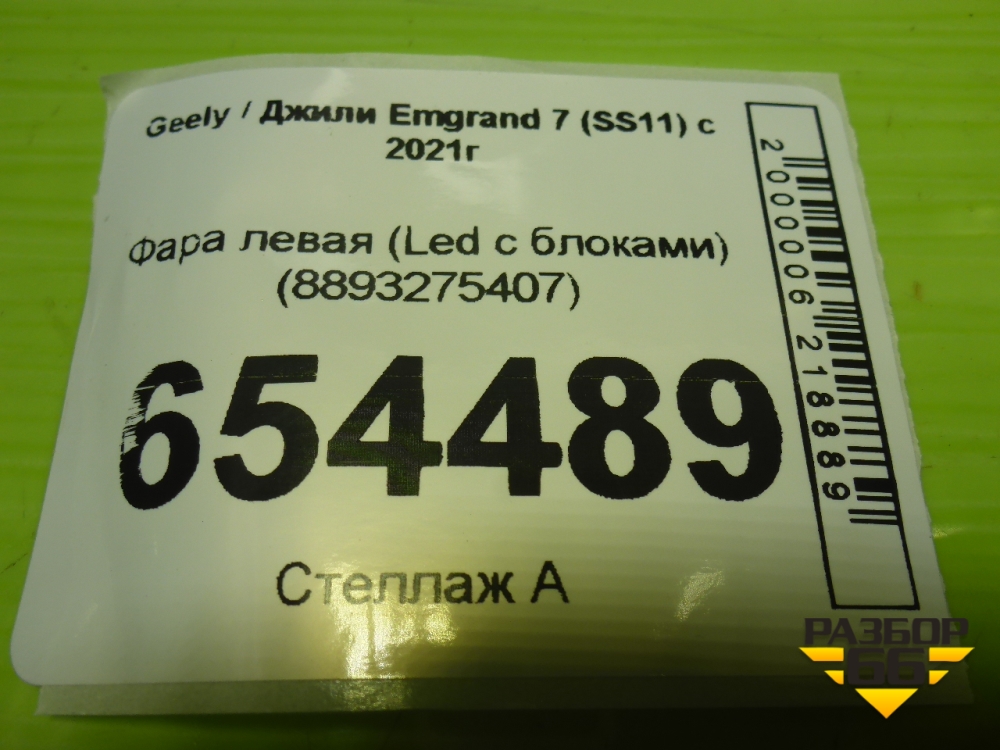 Geely / Джили Emgrand 7 (SS11) с
2021г
Фара левая (Led с блоками)
(8893275407)
654489
Стеллаж А
2000006218889
РАЗБОР
66